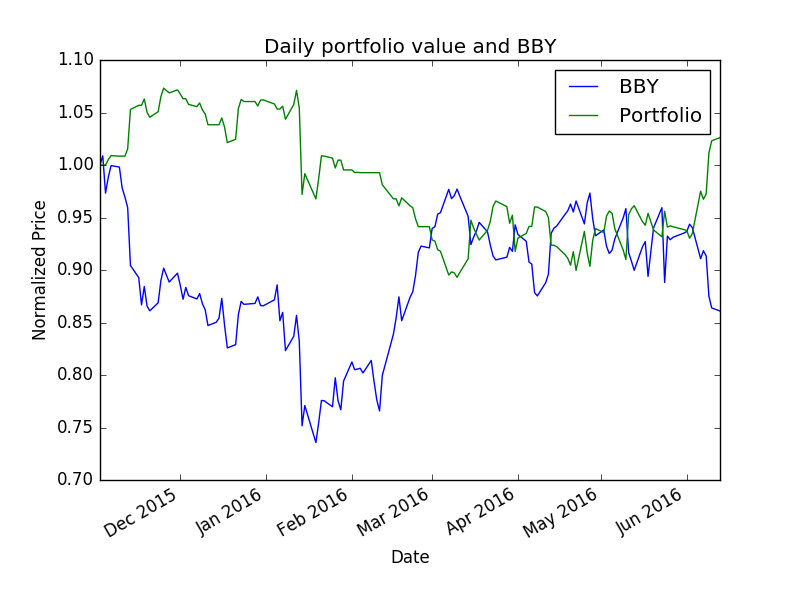 Daily portfolio value and BBY
1.10
1.05
1.00
0.95
0.90
0.85
0.80
0.75
0.70
Normalized Price
BBY
Portfolio
Dec 2015
Jan 2016
Feb 2016
Mar 2016
Apr 2016
May 2016
Jun 2016
Date